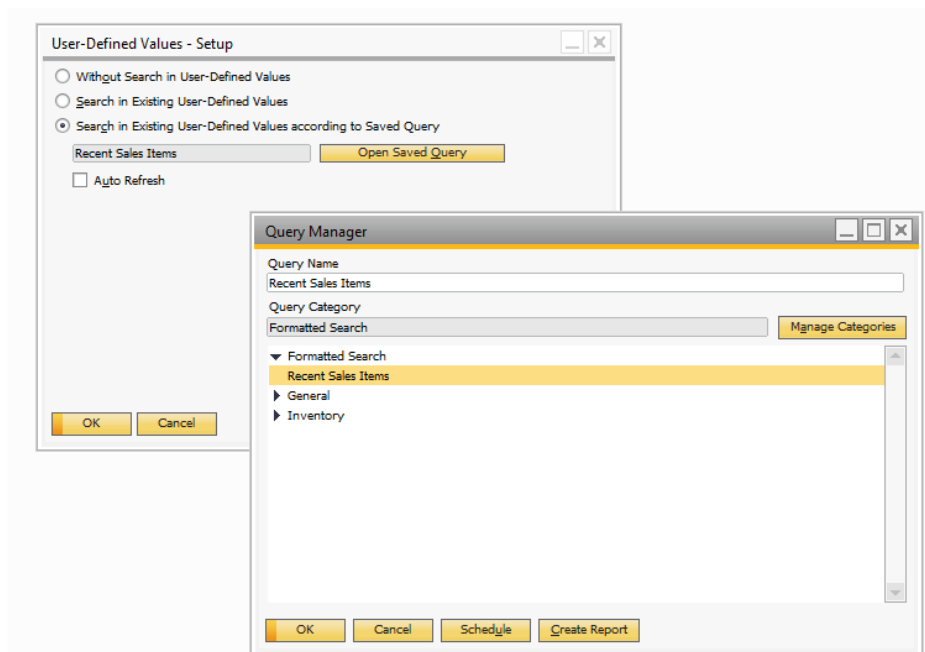 User-Defined Values - Setup
Without Search in User-Defined Values
Search in Existing User-Defined Values
Search in Existing User-Defined Values according to Saved Query
Recent Sales Items
Open Saved Query
Auto Refresh
OK
Cancel
Query Manager
Query Name
Recent Sales Items
Query Category
Formatted Search
Manage Categories
Formatted Search
Recent Sales Items
General
Inventory
OK
Cancel
Schedule
Create Report